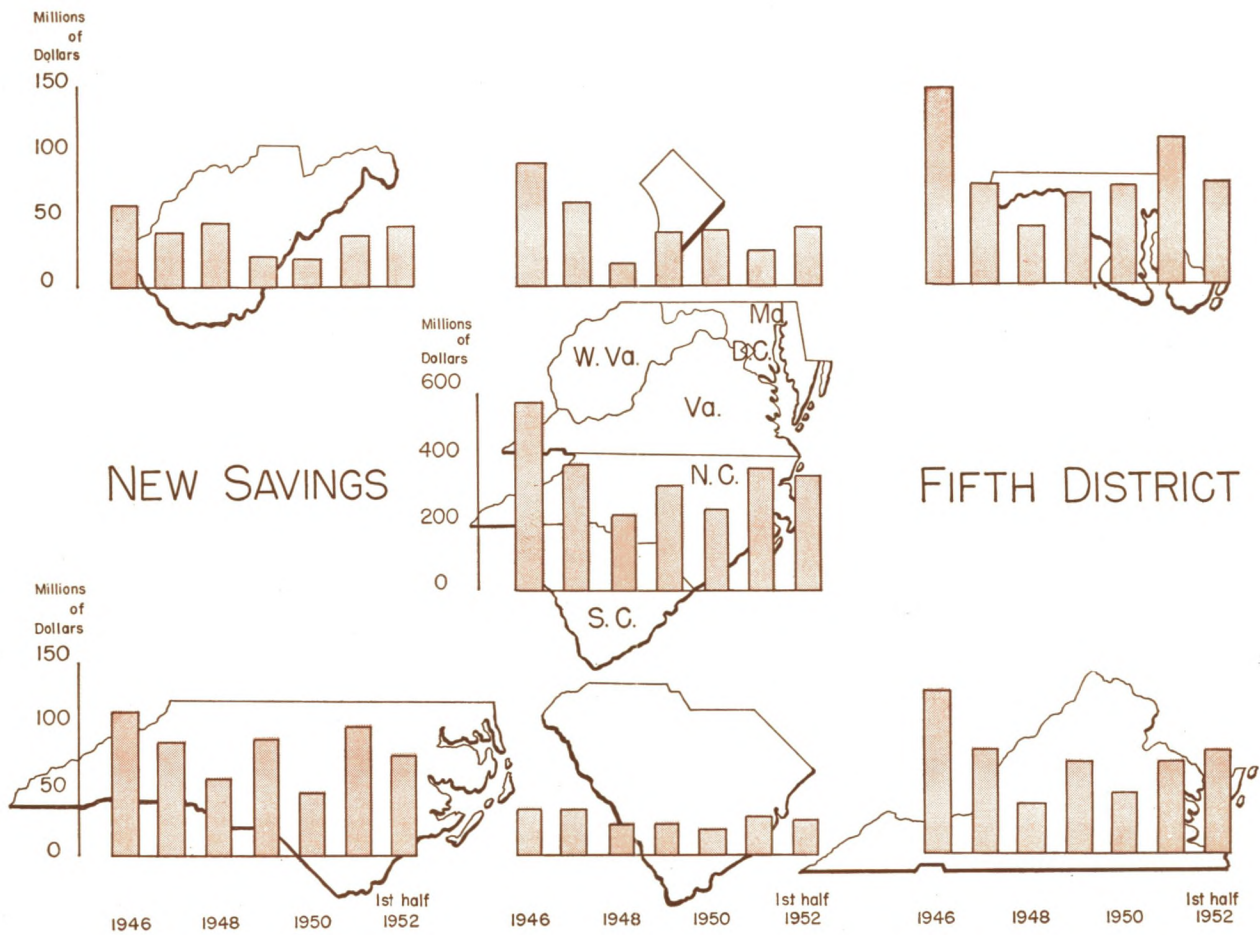 Millions
of
Dollars
150
100
50
0
Millions
of
Dollars
600
400
200
0
W. Va.
Md
D.C.
Va.
N.C.
S.C.
NEW SAVINGS
FIFTH DISTRICT
Millions
of
Dollars
150
100
50
0
1946 1948 1950 1st half 1952
1946 1948 1950 1st half 1952
1946 1948 1950 1st half 1952